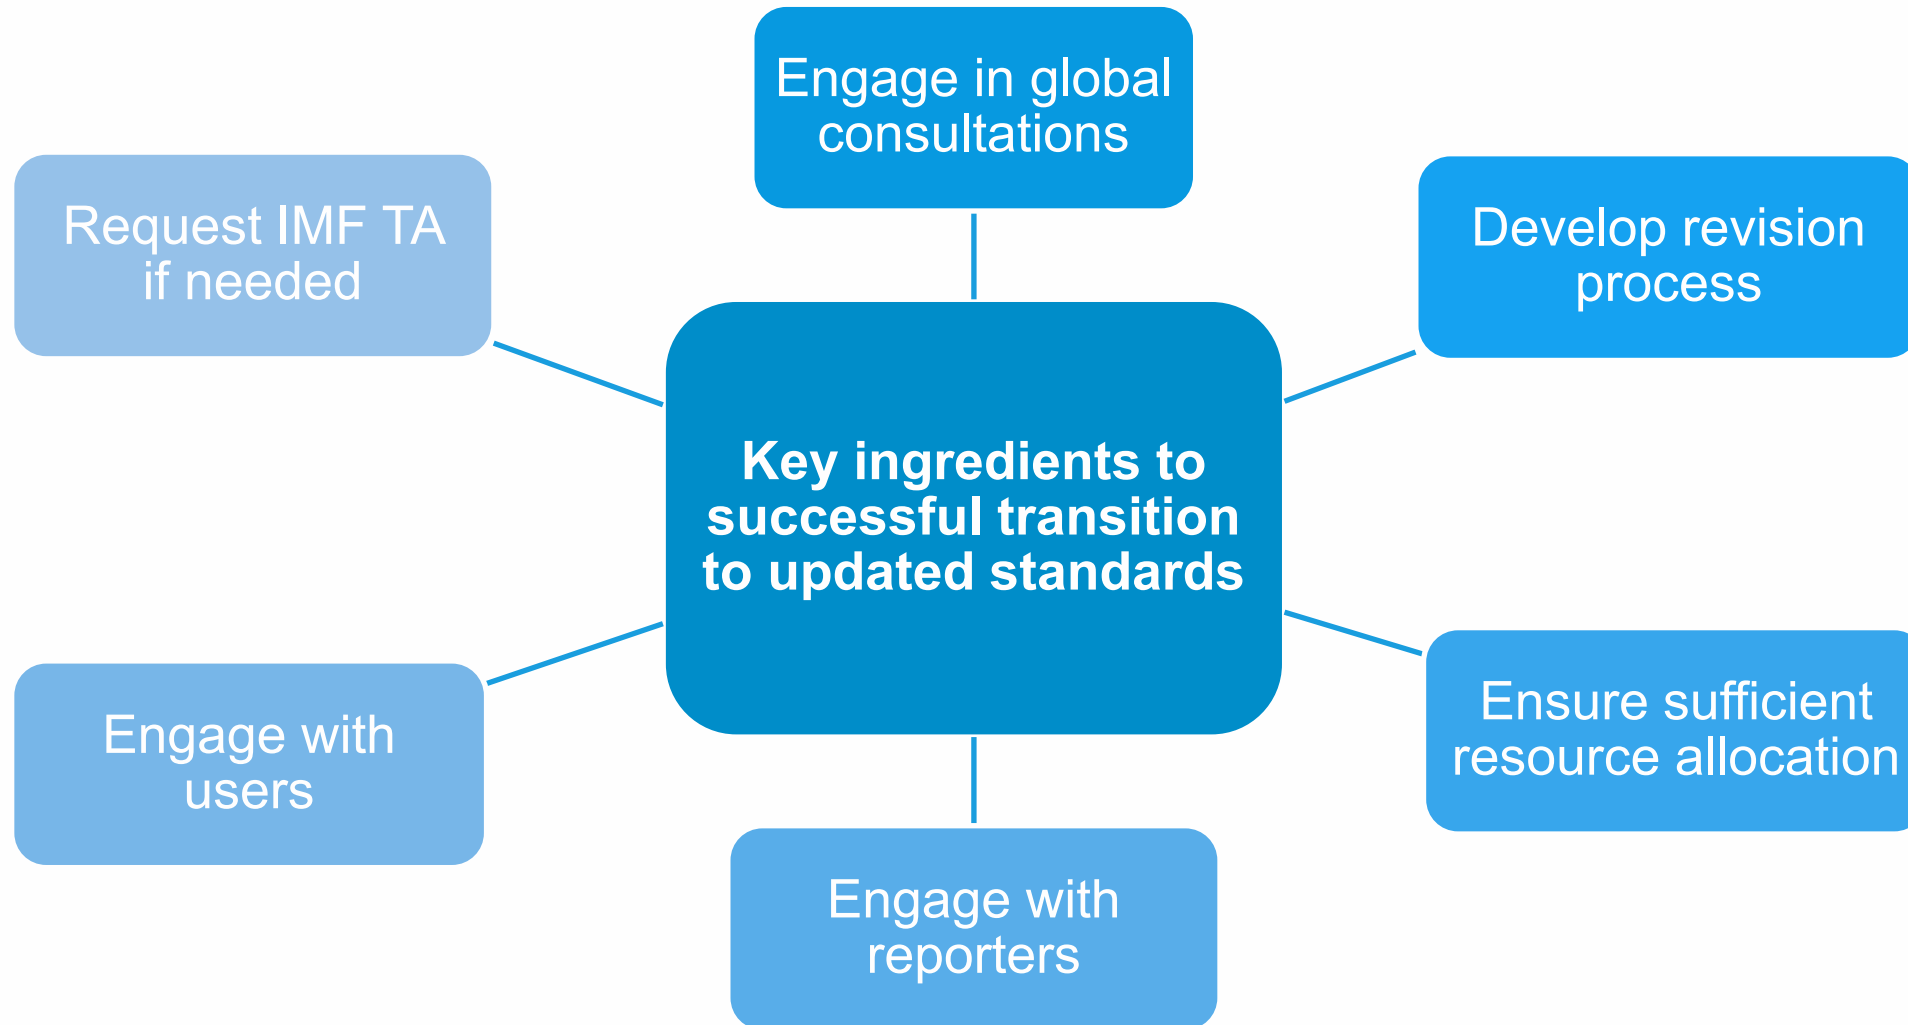 Engage in global
consultations
Request IMF TA
if needed
Develop revision
process
Key ingredients to
successful transition
to updated standards
Ensure sufficient
resource allocation
Engage with
users
Engage with
reporters